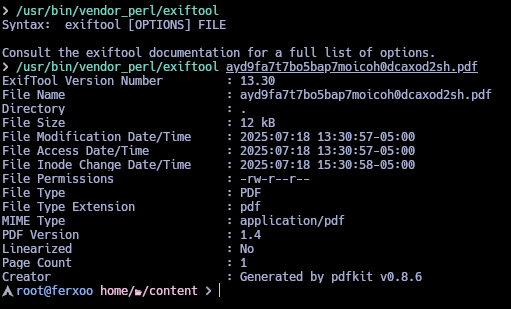 ❯ /usr/bin/vendor_perl/exiftool
Syntax:  exiftool [OPTIONS] FILE

Consult the exiftool documentation for a full list of options.
❯ /usr/bin/vendor_perl/exiftool ayd9fa7t7bo5bap7moicoh0dcaxod2sh.pdf
ExifTool Version Number         : 13.30
File Name                       : ayd9fa7t7bo5bap7moicoh0dcaxod2sh.pdf
Directory                       : .
File Size                       : 12 kB
File Modification Date/Time     : 2025:07:18 13:30:57-05:00
File Access Date/Time           : 2025:07:18 13:30:57-05:00
File Inode Change Date/Time     : 2025:07:18 15:30:58-05:00
File Permissions                : -rw-r--r--
File Type                       : PDF
File Type Extension             : pdf
MIME Type                       : application/pdf
PDF Version                     : 1.4
Linearized                      : No
Page Count                      : 1
Creator                         : Generated by pdfkit v0.8.6
root@ferxoo home//content ❯